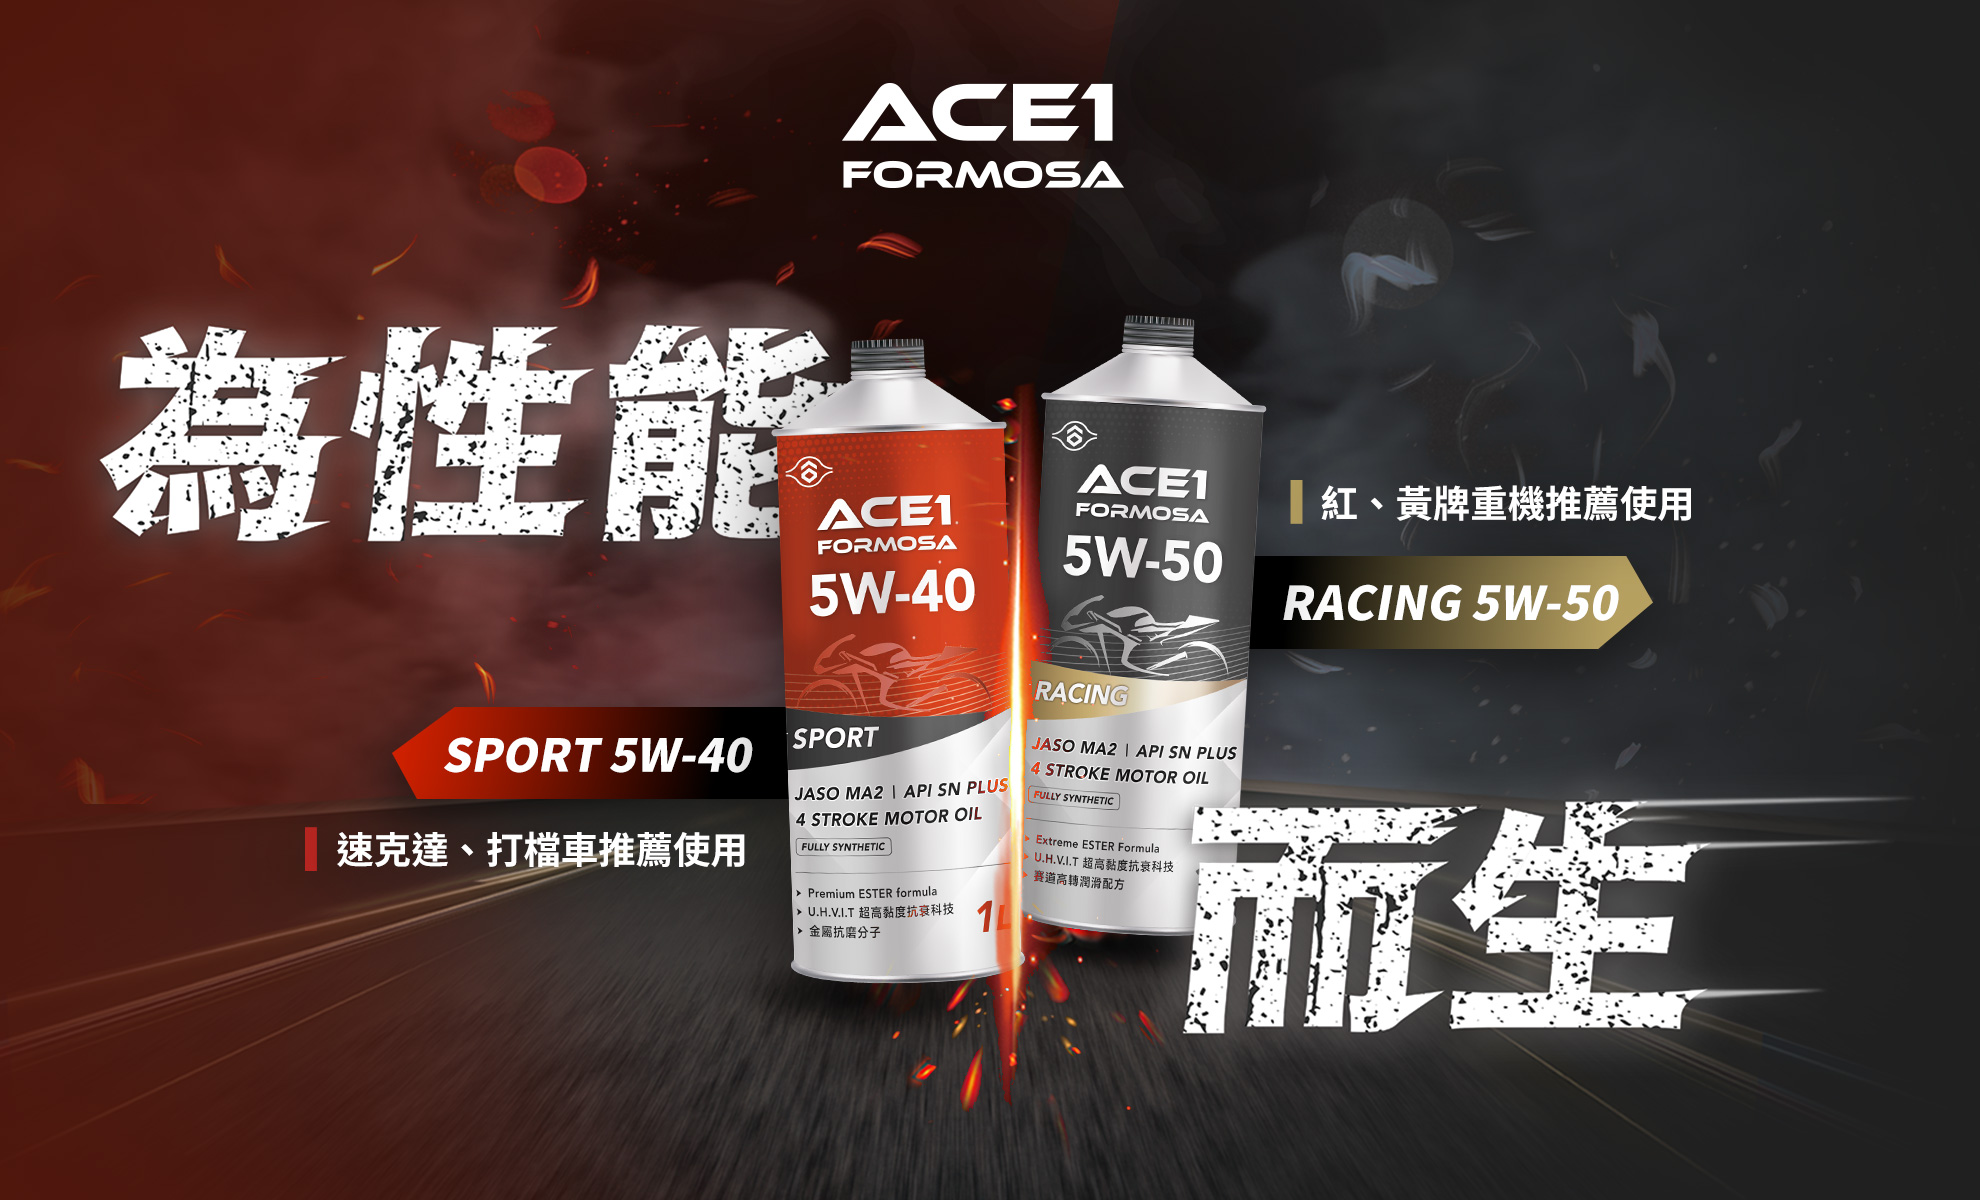 ACE1
FORMOSA
為性能
ACE1
FORMOSA
5W-40
SPORT
JASO MA2 | API SN PLUS
4 STROKE MOTOR OIL
FULLY SYNTHETIC
Premium ESTER formula
U.H.V.I.T 超高黏度抗衰科技
金屬抗磨分子
1L
ACE1
FORMOSA
5W-50
RACING
JASO MA2 | API SN PLUS
4 STROKE MOTOR OIL
FULLY SYNTHETIC
Extreme ESTER Formula
U.H.V.I.T 超高黏度抗衰科技
賽道高轉潤滑配方
紅、黃牌重機推薦使用
RACING 5W-50
SPORT 5W-40
速克達、打檔車推薦使用
而生